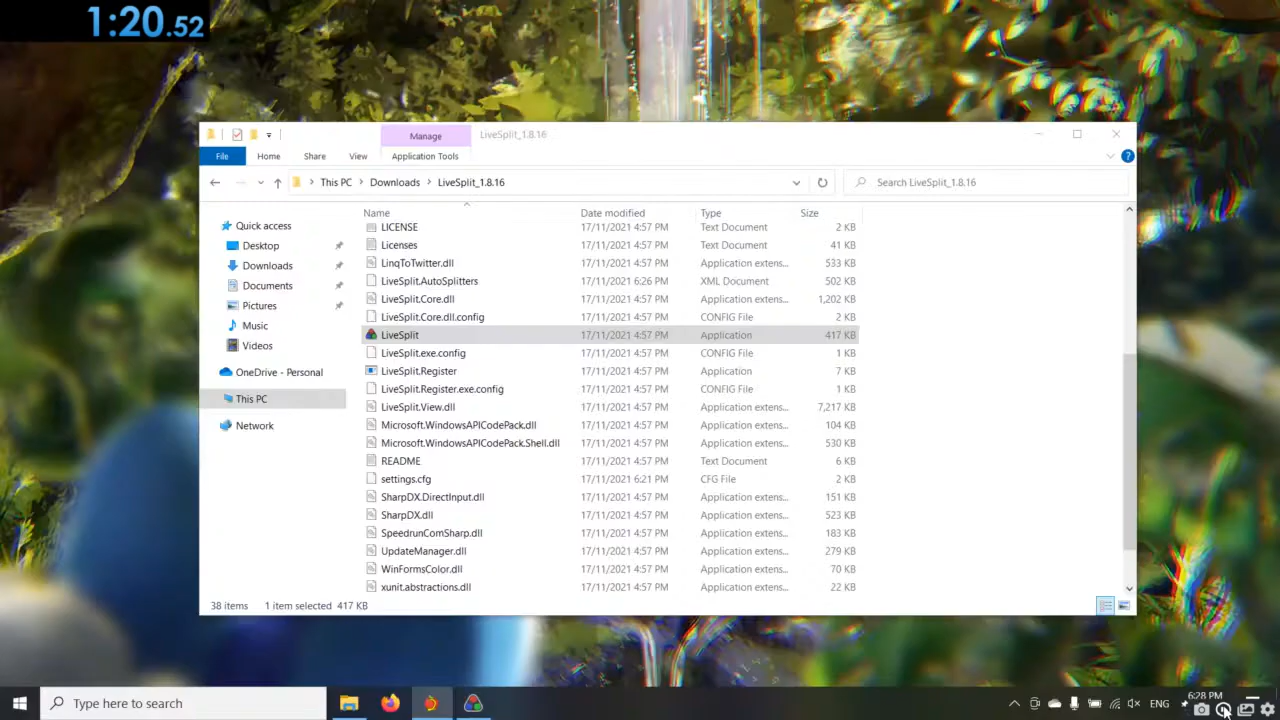 1:20.52
Manage
LiveSplit_1.8.16
File
Home
Share
View
Application Tools
This PC
Downloads
LiveSplit_1.8.16
Search LiveSplit_1.8.16
Name
Date modified
Type
Size
Quick access
Desktop
Downloads
Documents
Pictures
Music
Videos
OneDrive - Personal
This PC
Network
LICENSE 17/11/2021 4:57 PM Text Document 2 KB
Licenses 17/11/2021 4:57 PM Text Document 41 KB
LinqToTwitter.dll 17/11/2021 4:57 PM Application extens... 533 KB
LiveSplit.AutoSplitters 17/11/2021 6:26 PM XML Document 502 KB
LiveSplit.Core.dll 17/11/2021 4:57 PM Application extens... 1,202 KB
LiveSplit.Core.dll.config 17/11/2021 4:57 PM CONFIG File 2 KB
LiveSplit 17/11/2021 4:57 PM Application 417 KB
LiveSplit.exe.config 17/11/2021 4:57 PM CONFIG File 1 KB
LiveSplit.Register 17/11/2021 4:57 PM Application 7 KB
LiveSplit.Register.exe.config 17/11/2021 4:57 PM CONFIG File 1 KB
LiveSplit.View.dll 17/11/2021 4:57 PM Application extens... 7,217 KB
Microsoft.WindowsAPICodePack.dll 17/11/2021 4:57 PM Application extens... 104 KB
Microsoft.WindowsAPICodePack.Shell.dll 17/11/2021 4:57 PM Application extens... 530 KB
README 17/11/2021 4:57 PM Text Document 6 KB
settings.cfg 17/11/2021 6:21 PM CFG File 2 KB
SharpDX.DirectInput.dll 17/11/2021 4:57 PM Application extens... 151 KB
SharpDX.dll 17/11/2021 4:57 PM Application extens... 523 KB
SpeedrunComSharp.dll 17/11/2021 4:57 PM Application extens... 183 KB
UpdateManager.dll 17/11/2021 4:57 PM Application extens... 279 KB
WinFormsColor.dll 17/11/2021 4:57 PM Application extens... 70 KB
xunit.abstractions.dll 17/11/2021 4:57 PM Application extens... 22 KB
38 items 1 item selected 417 KB
Type here to search
ENG
6:28 PM